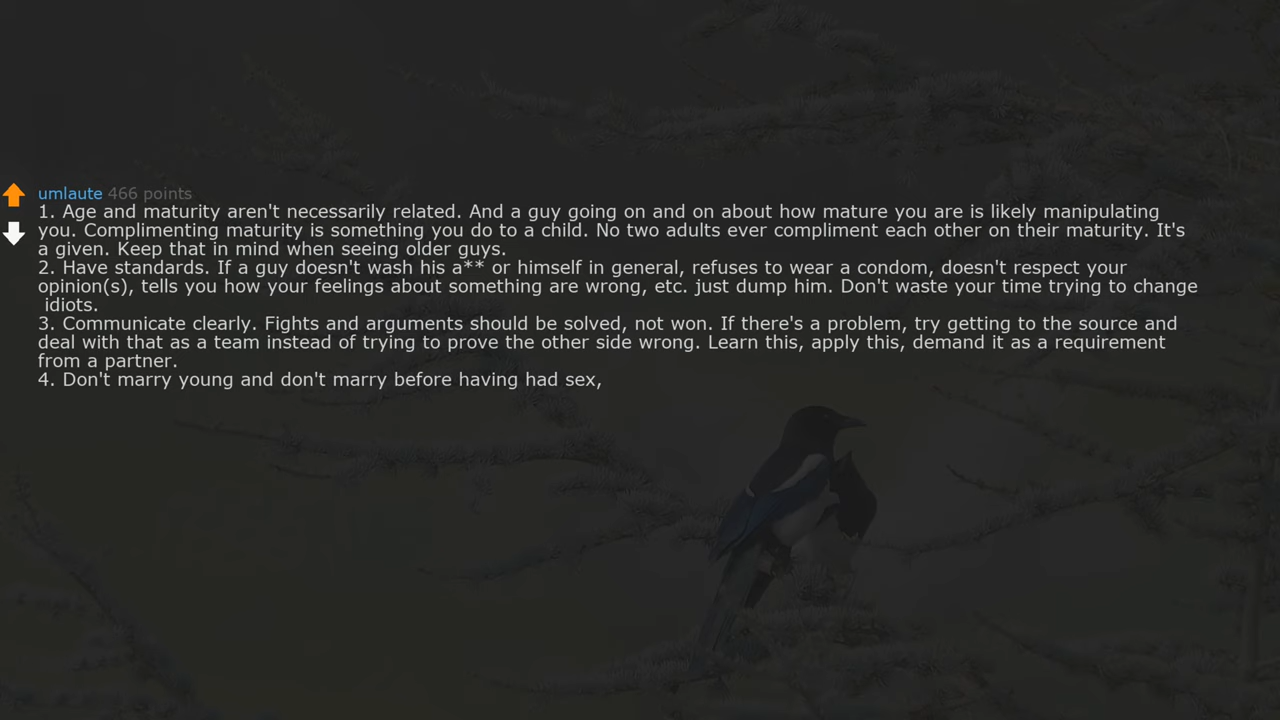 umlaute 466 points
1. Age and maturity aren't necessarily related. And a guy going on and on about how mature you are is likely manipulating
you. Complimenting maturity is something you do to a child. No two adults ever compliment each other on their maturity. It's
a given. Keep that in mind when seeing older guys.
2. Have standards. If a guy doesn't wash his a** or himself in general, refuses to wear a condom, doesn't respect your
opinion(s), tells you how your feelings about something are wrong, etc. just dump him. Don't waste your time trying to change
idiots.
3. Communicate clearly. Fights and arguments should be solved, not won. If there's a problem, try getting to the source and
deal with that as a team instead of trying to prove the other side wrong. Learn this, apply this, demand it as a requirement
from a partner.
4. Don't marry young and don't marry before having had sex,